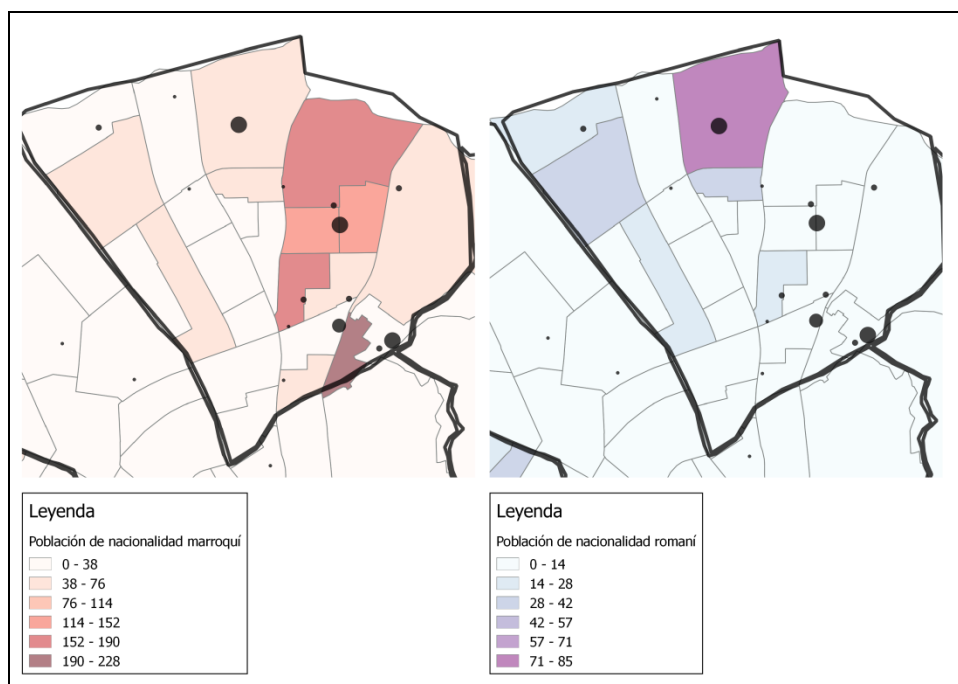 Leyenda
Población de nacionalidad marroquí
0 - 38
38 - 76
76 - 114
114 - 152
152 - 190
190 - 228
Leyenda
Población de nacionalidad romaní
0 - 14
14 - 28
28 - 42
42 - 57
57 - 71
71 - 85